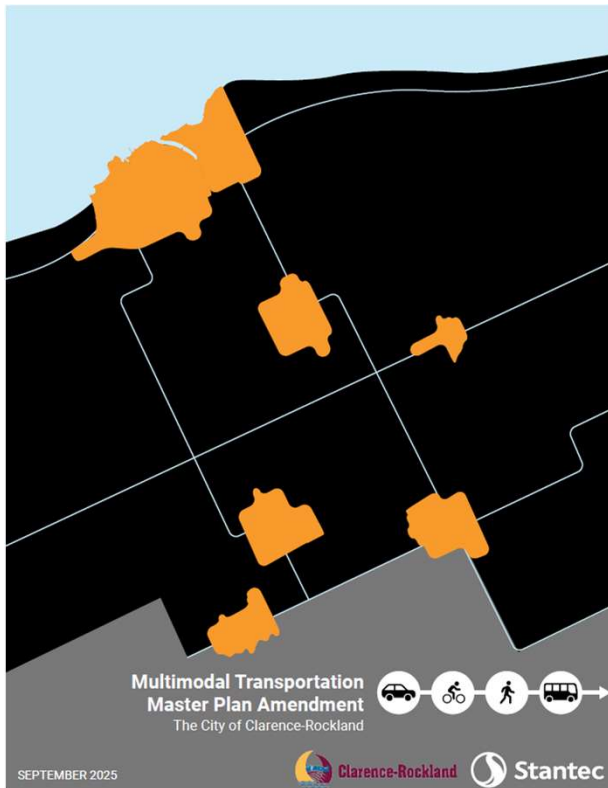 Multimodal Transportation
Master Plan Amendment
The City of Clarence-Rockland
SEPTEMBER 2025
Clarence-Rockland
Stantec